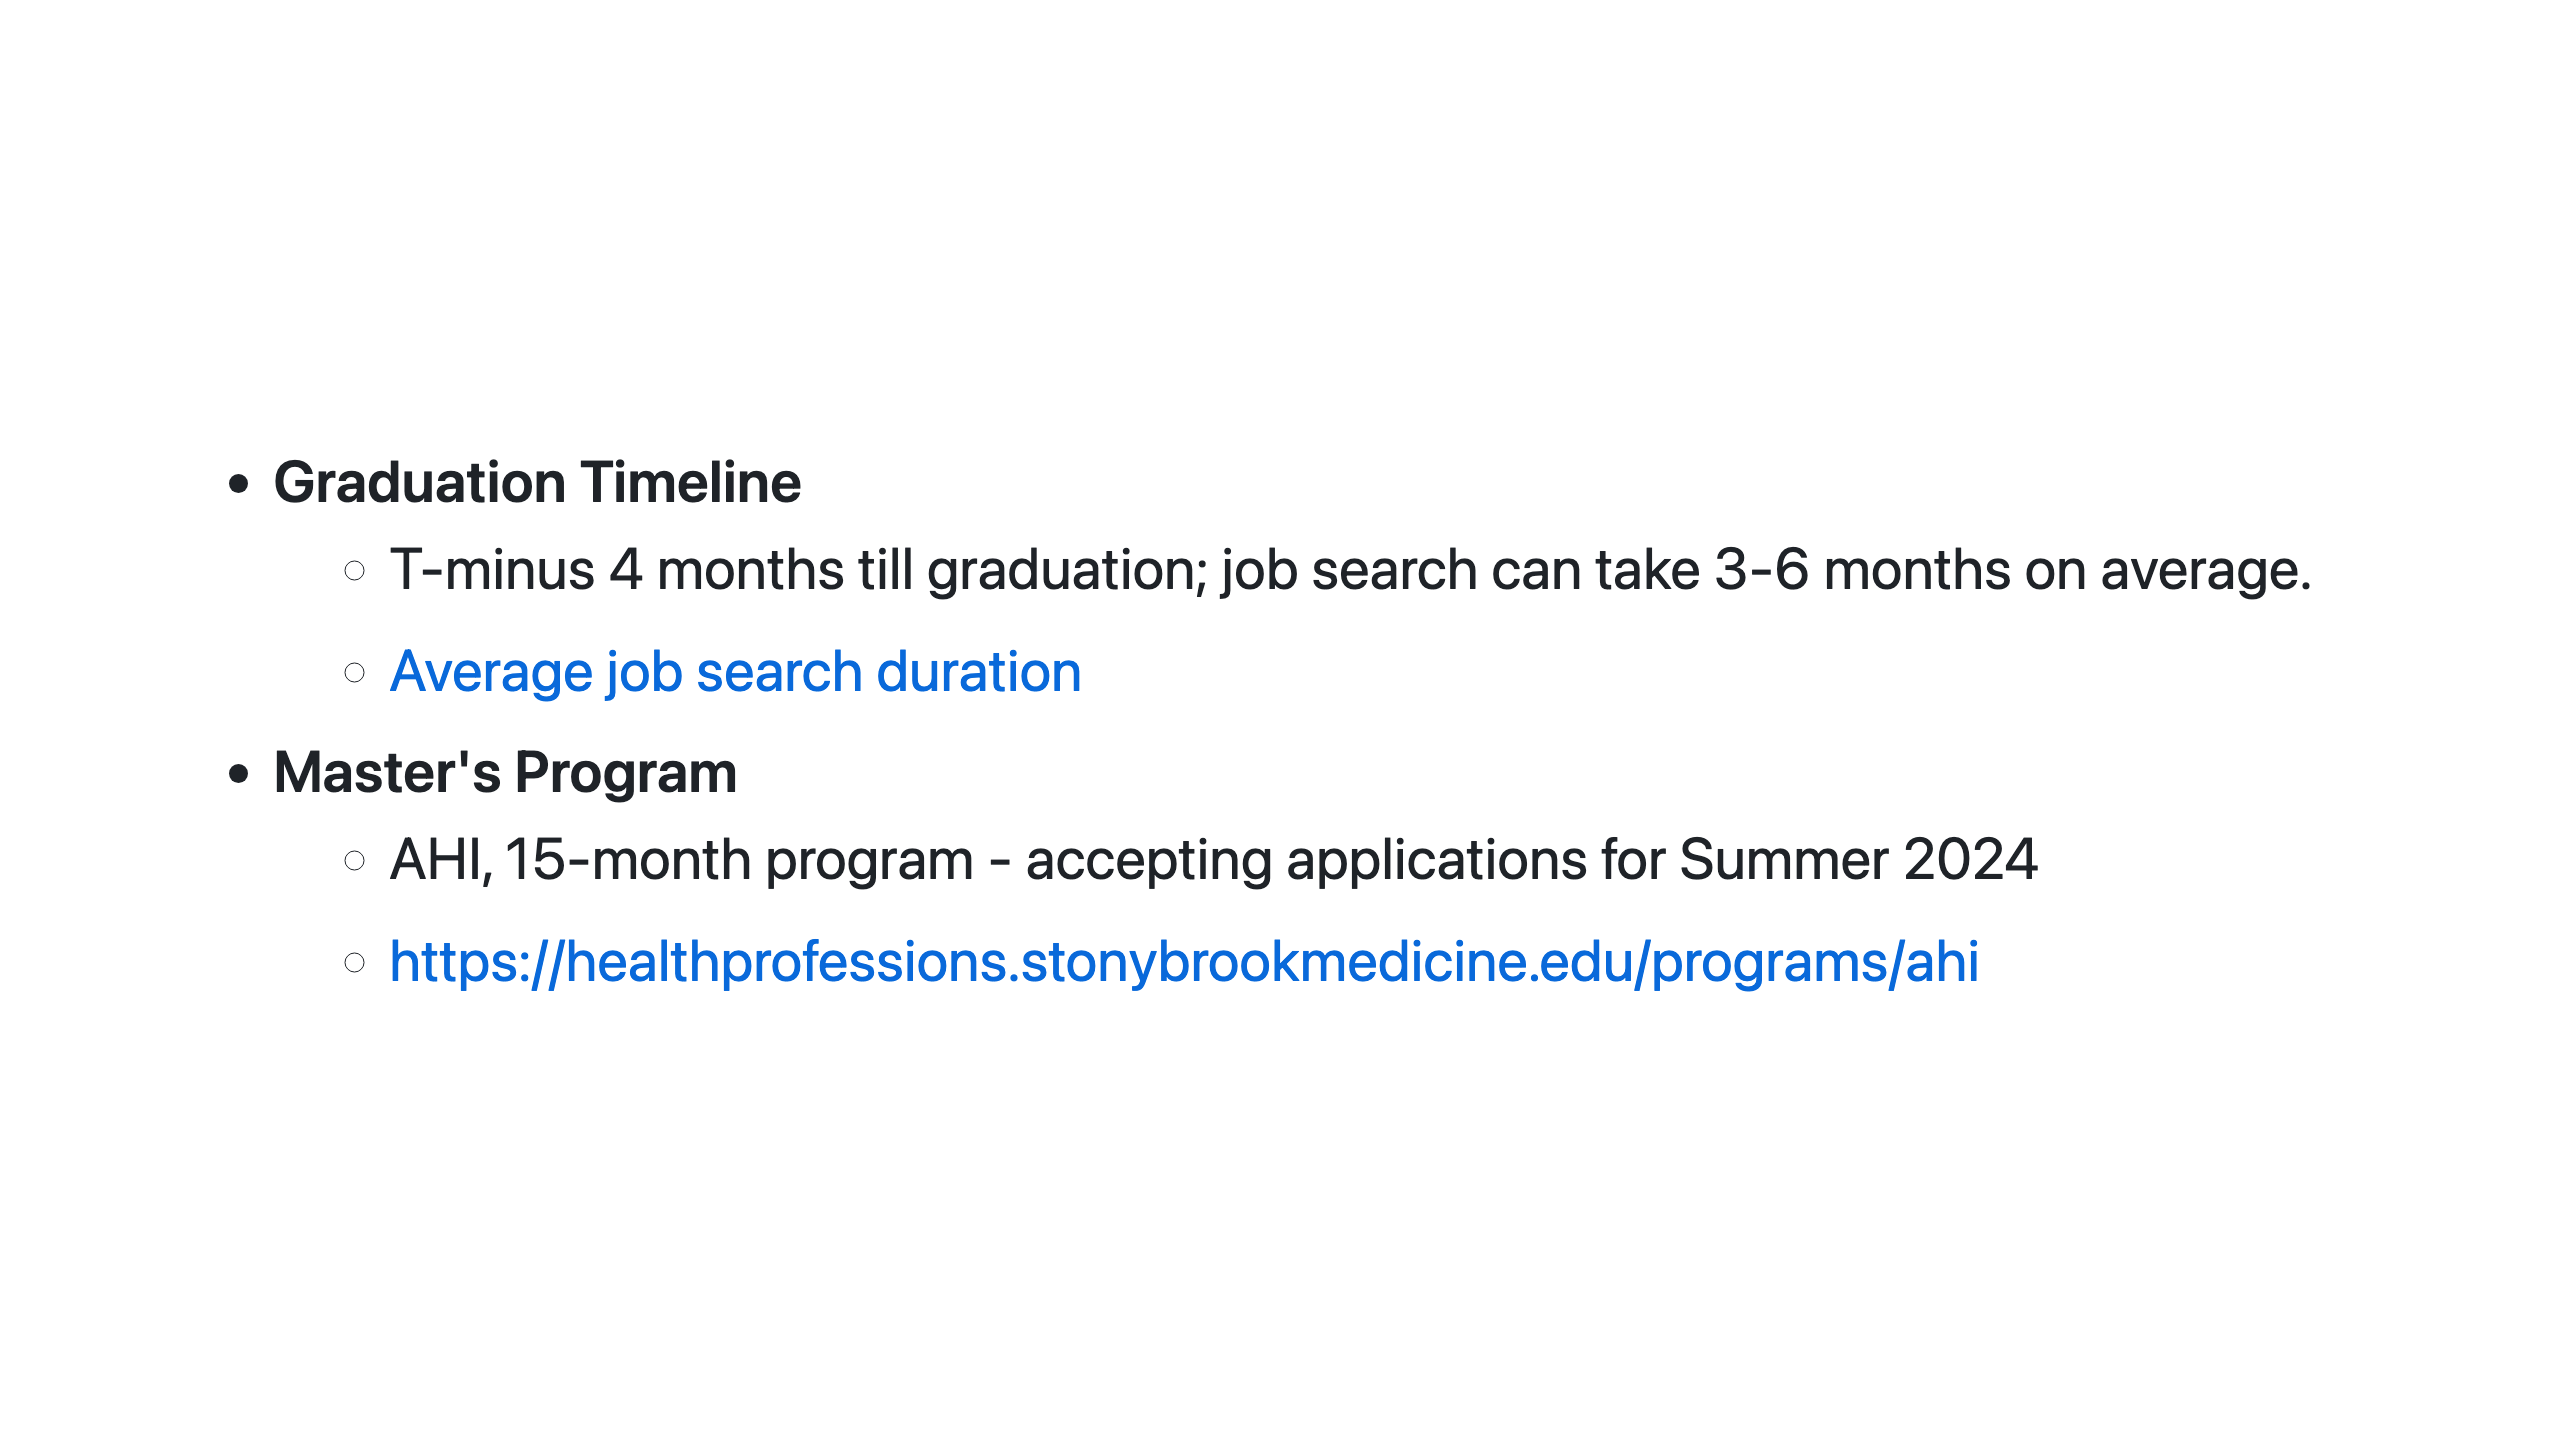 Graduation Timeline
T-minus 4 months till graduation; job search can take 3-6 months on average.
Average job search duration
Master's Program
AHI, 15-month program - accepting applications for Summer 2024
https://healthprofessions.stonybrookmedicine.edu/programs/ahi